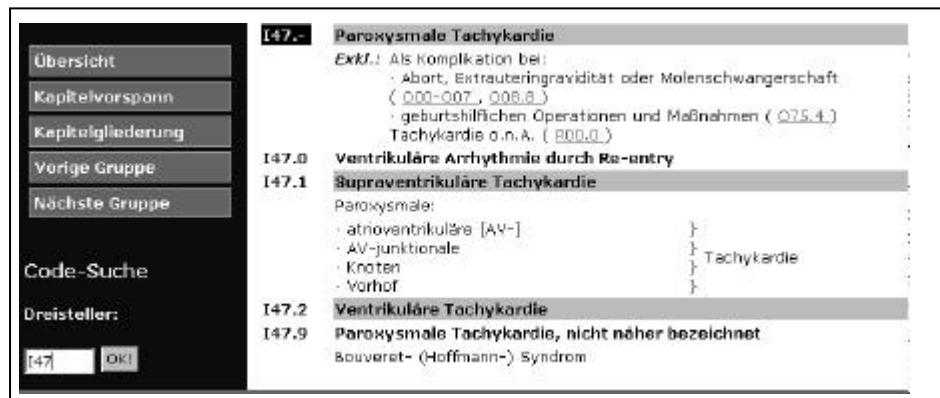 Übersicht
Kapitelvorspann
Kapitelgliederung
Vorige Gruppe
Nächste Gruppe
Code-Suche
Dreisteller:
I47 OK!
I47.- Paroxysmale Tachykardie
Exkl.: Als Komplikation bei:
· Abort, Extrauteringravidität oder Molenschwangerschaft
( O00-O07 , O08.8 )
· geburtshilflichen Operationen und Maßnahmen ( O75.4 )
Tachykardie o.n.A. ( R00.0 )
I47.0 Ventrikuläre Arrhythmie durch Re-entry
I47.1 Supraventrikuläre Tachykardie
Paroxysmale:
· atrioventrikuläre [AV-] }
· AV-junktionale } Tachykardie
· Knoten }
· Vorhof }
I47.2 Ventrikuläre Tachykardie
I47.9 Paroxysmale Tachykardie, nicht näher bezeichnet
Bouveret- (Hoffmann-) Syndrom